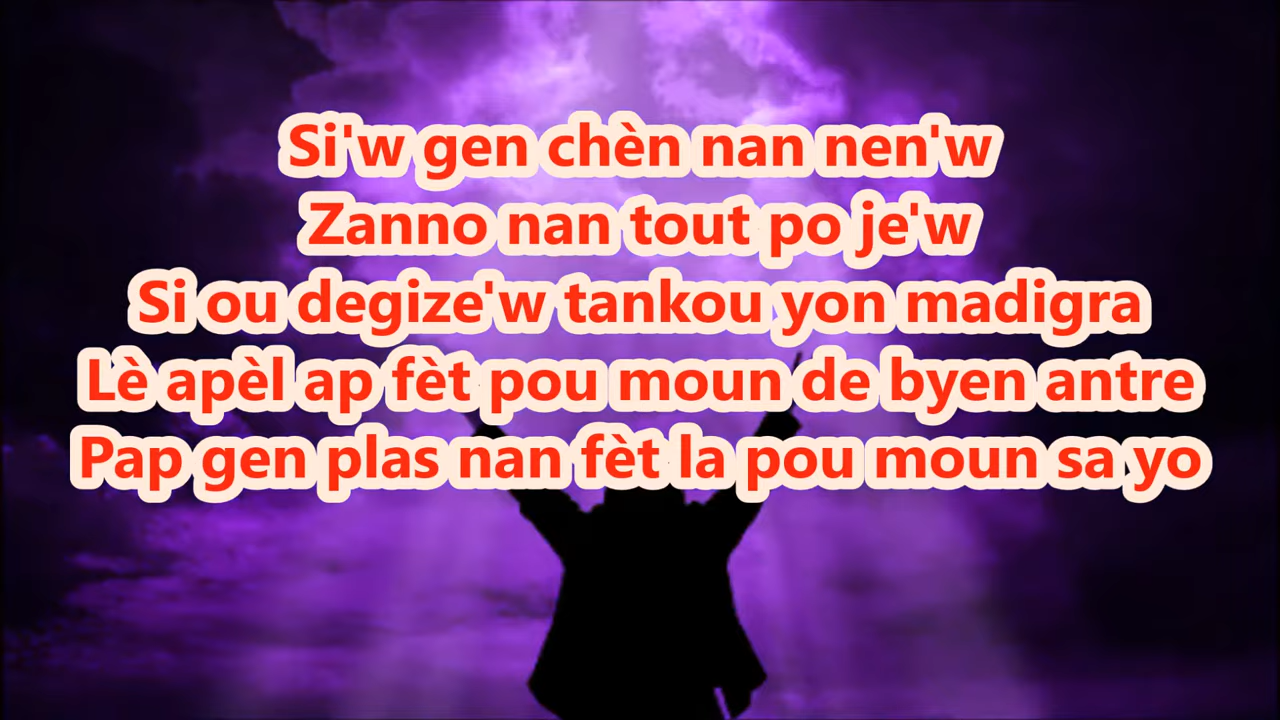 Si'w gen chèn nan nen'w
Zanno nan tout po je'w
Si ou degize'w tankou yon madigra
Lè apèl ap fèt pou moun de byen antre
Pap gen plas nan fèt la pou moun sa yo